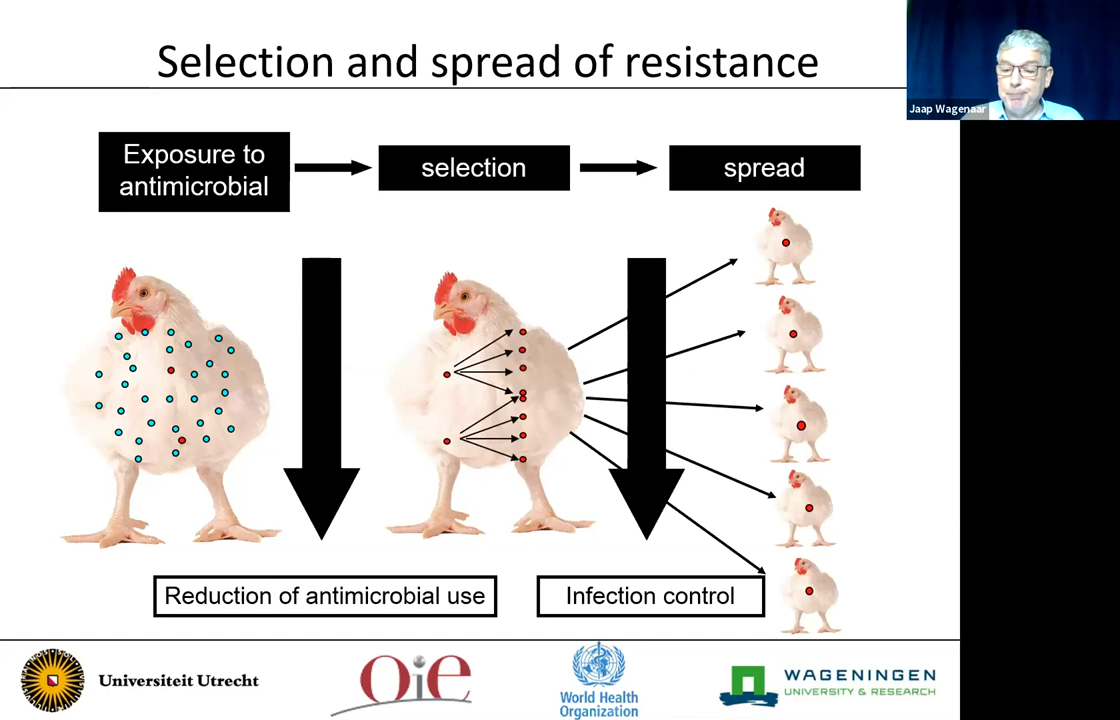 Selection and spread of resistance
Jaap Wagenaar
Exposure to
antimicrobial
selection
spread
Reduction of antimicrobial use
Infection control
Universiteit Utrecht
Oie
World Health
Organization
WAGENINGEN
UNIVERSITY & RESEARCH